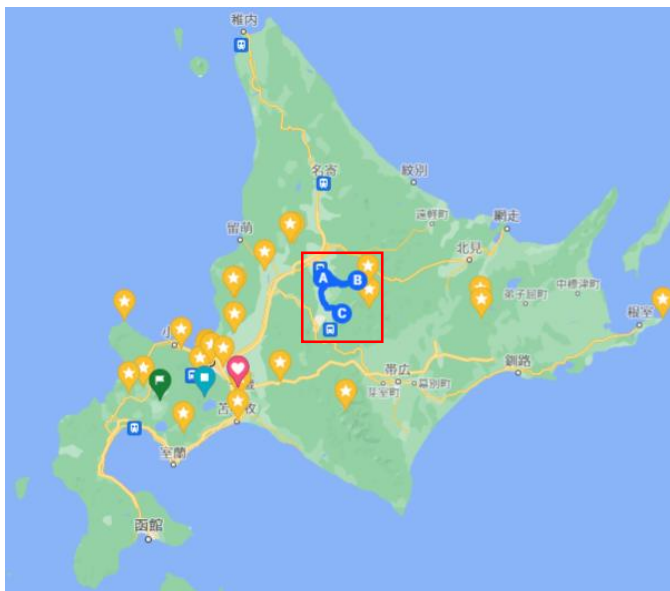 稚内
名寄
紋別
遠軽町
網走
留萌
北見
中標津町
弟子屈町
A
B
C
根室
小
帯広
釧路
芽室町
幕別町
苫
牧
室蘭
函館